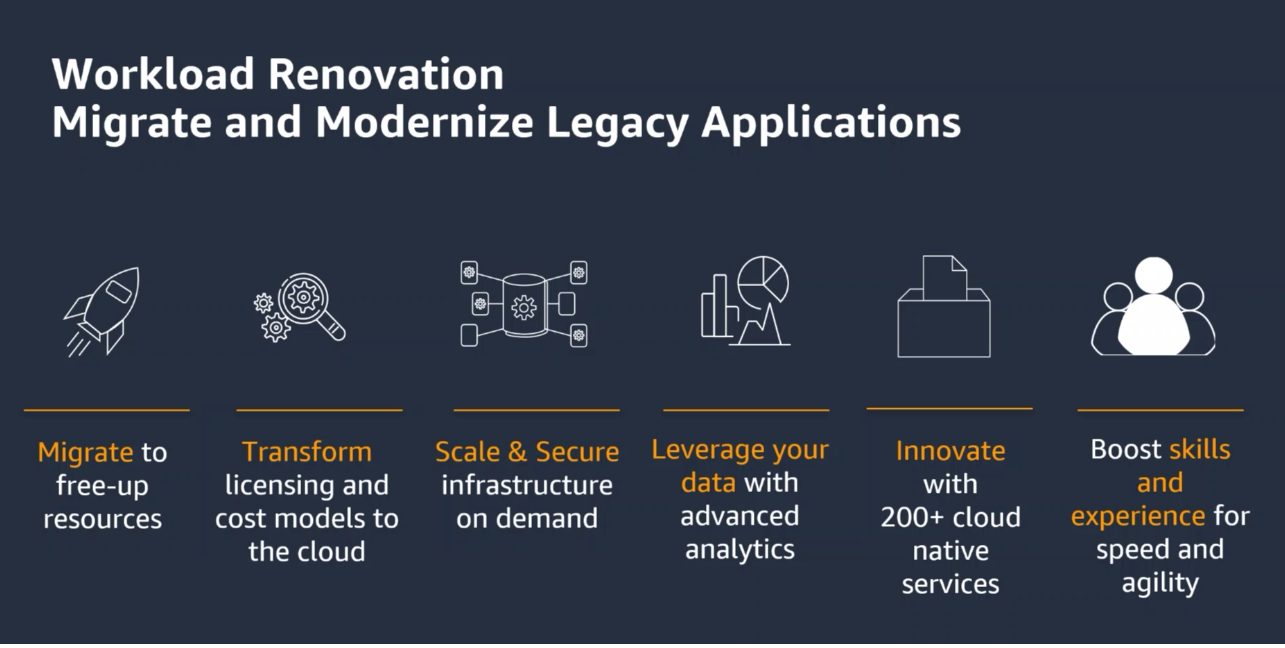 Workload Renovation
Migrate and Modernize Legacy Applications
Migrate to
free-up
resources
Transform
licensing and
cost models to
the cloud
Scale & Secure
infrastructure
on demand
Leverage your
data with
advanced
analytics
Innovate
with
200+ cloud
native
services
Boost skills
and
experience for
speed and
agility